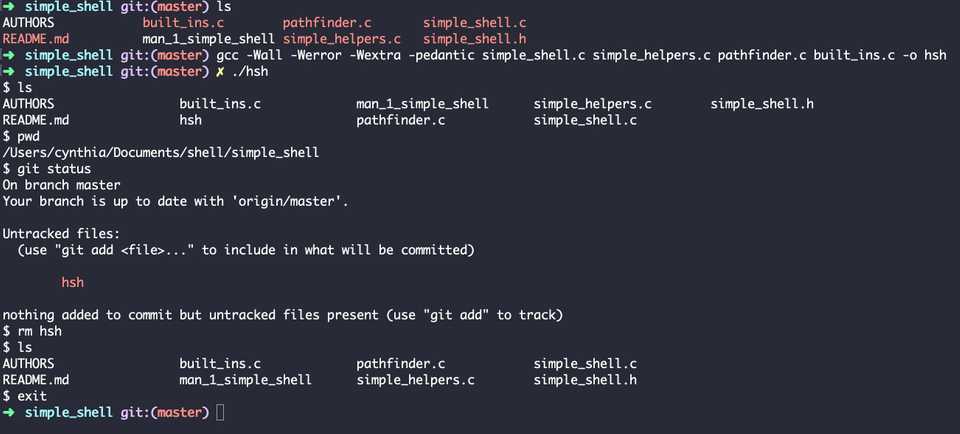 ➜ simple_shell git:(master) ls
AUTHORS built_ins.c pathfinder.c simple_shell.c
README.md man_1_simple_shell simple_helpers.c simple_shell.h
➜ simple_shell git:(master) gcc -Wall -Werror -Wextra -pedantic simple_shell.c simple_helpers.c pathfinder.c built_ins.c -o hsh
➜ simple_shell git:(master) ✗ ./hsh
$ ls
AUTHORS built_ins.c man_1_simple_shell simple_helpers.c simple_shell.h
README.md hsh pathfinder.c simple_shell.c
$ pwd
/Users/cynthia/Documents/shell/simple_shell
$ git status
On branch master
Your branch is up to date with 'origin/master'.
Untracked files:
(use "git add <file>..." to include in what will be committed)
hsh
nothing added to commit but untracked files present (use "git add" to track)
$ rm hsh
$ ls
AUTHORS built_ins.c pathfinder.c simple_shell.c
README.md man_1_simple_shell simple_helpers.c simple_shell.h
$ exit
➜ simple_shell git:(master)